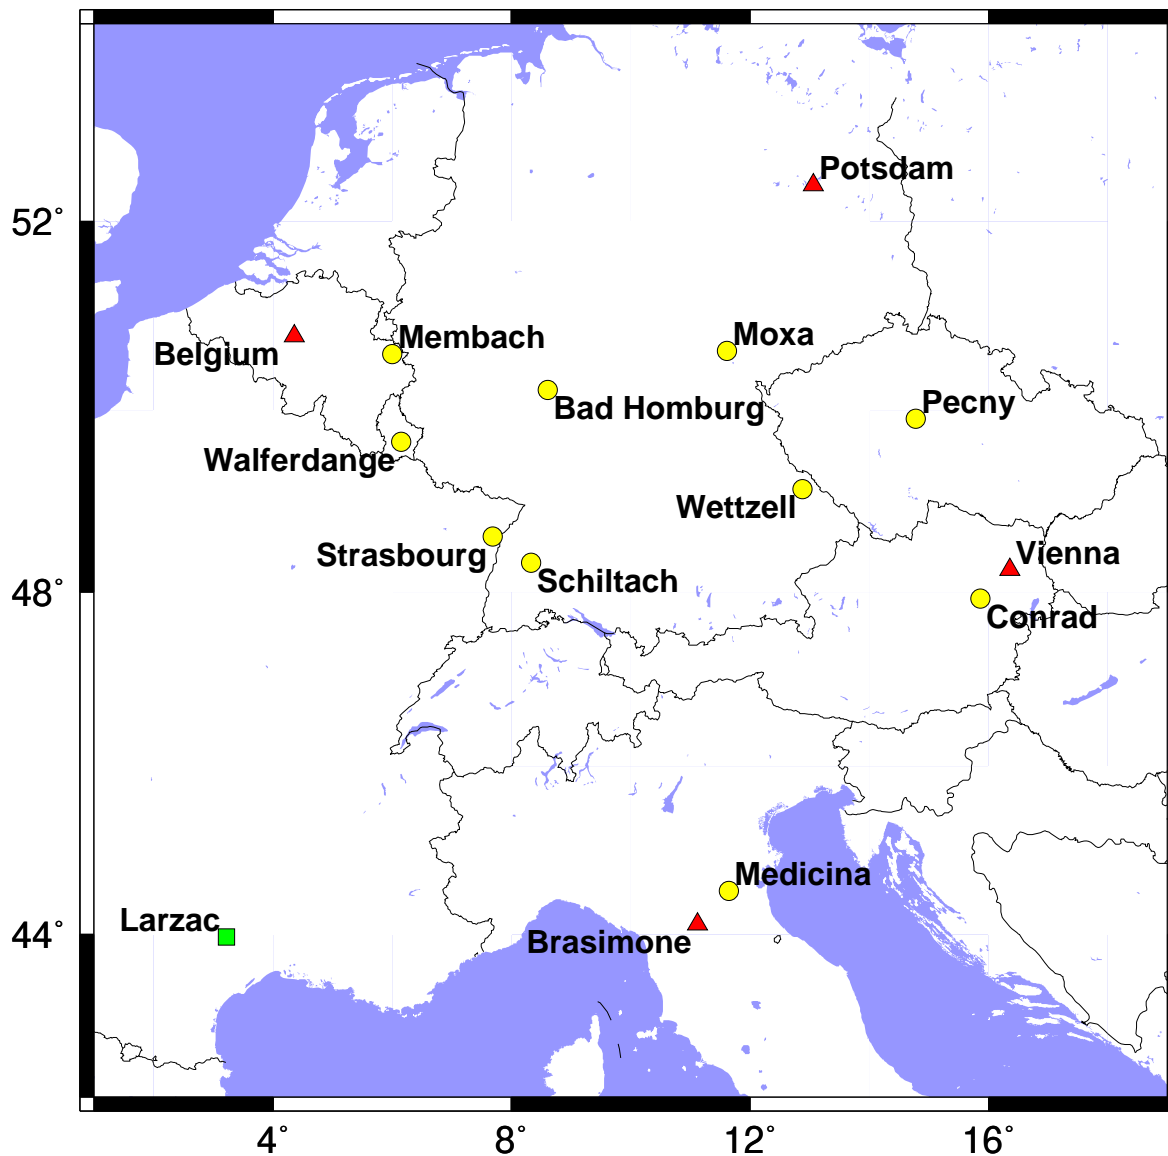 Potsdam
52°
Moxa
Membach
Belgium
Pecny
Bad Homburg
Walferdange
Wettzell
Strasbourg
Vienna
Schiltach
48°
Conrad
Medicina
Larzac
44°
Brasimone
4°
8°
12°
16°